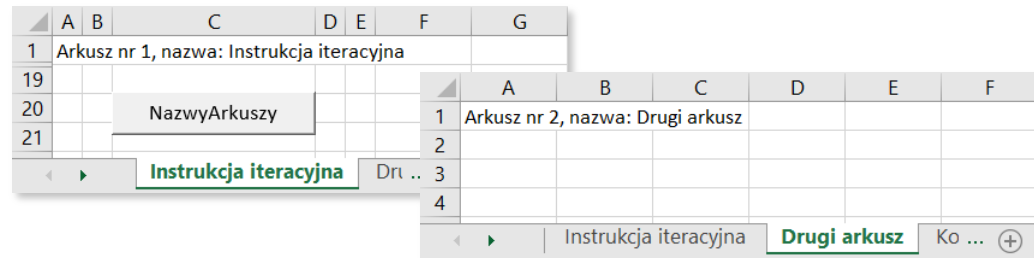 A B C D E F G
1 Arkusz nr 1, nazwa: Instrukcja iteracyjna
19
20 NazwyArkuszy
21
Instrukcja iteracyjna Dru ...
A B C D E F
1 Arkusz nr 2, nazwa: Drugi arkusz
2
3
4
Instrukcja iteracyjna Drugi arkusz Ko ...